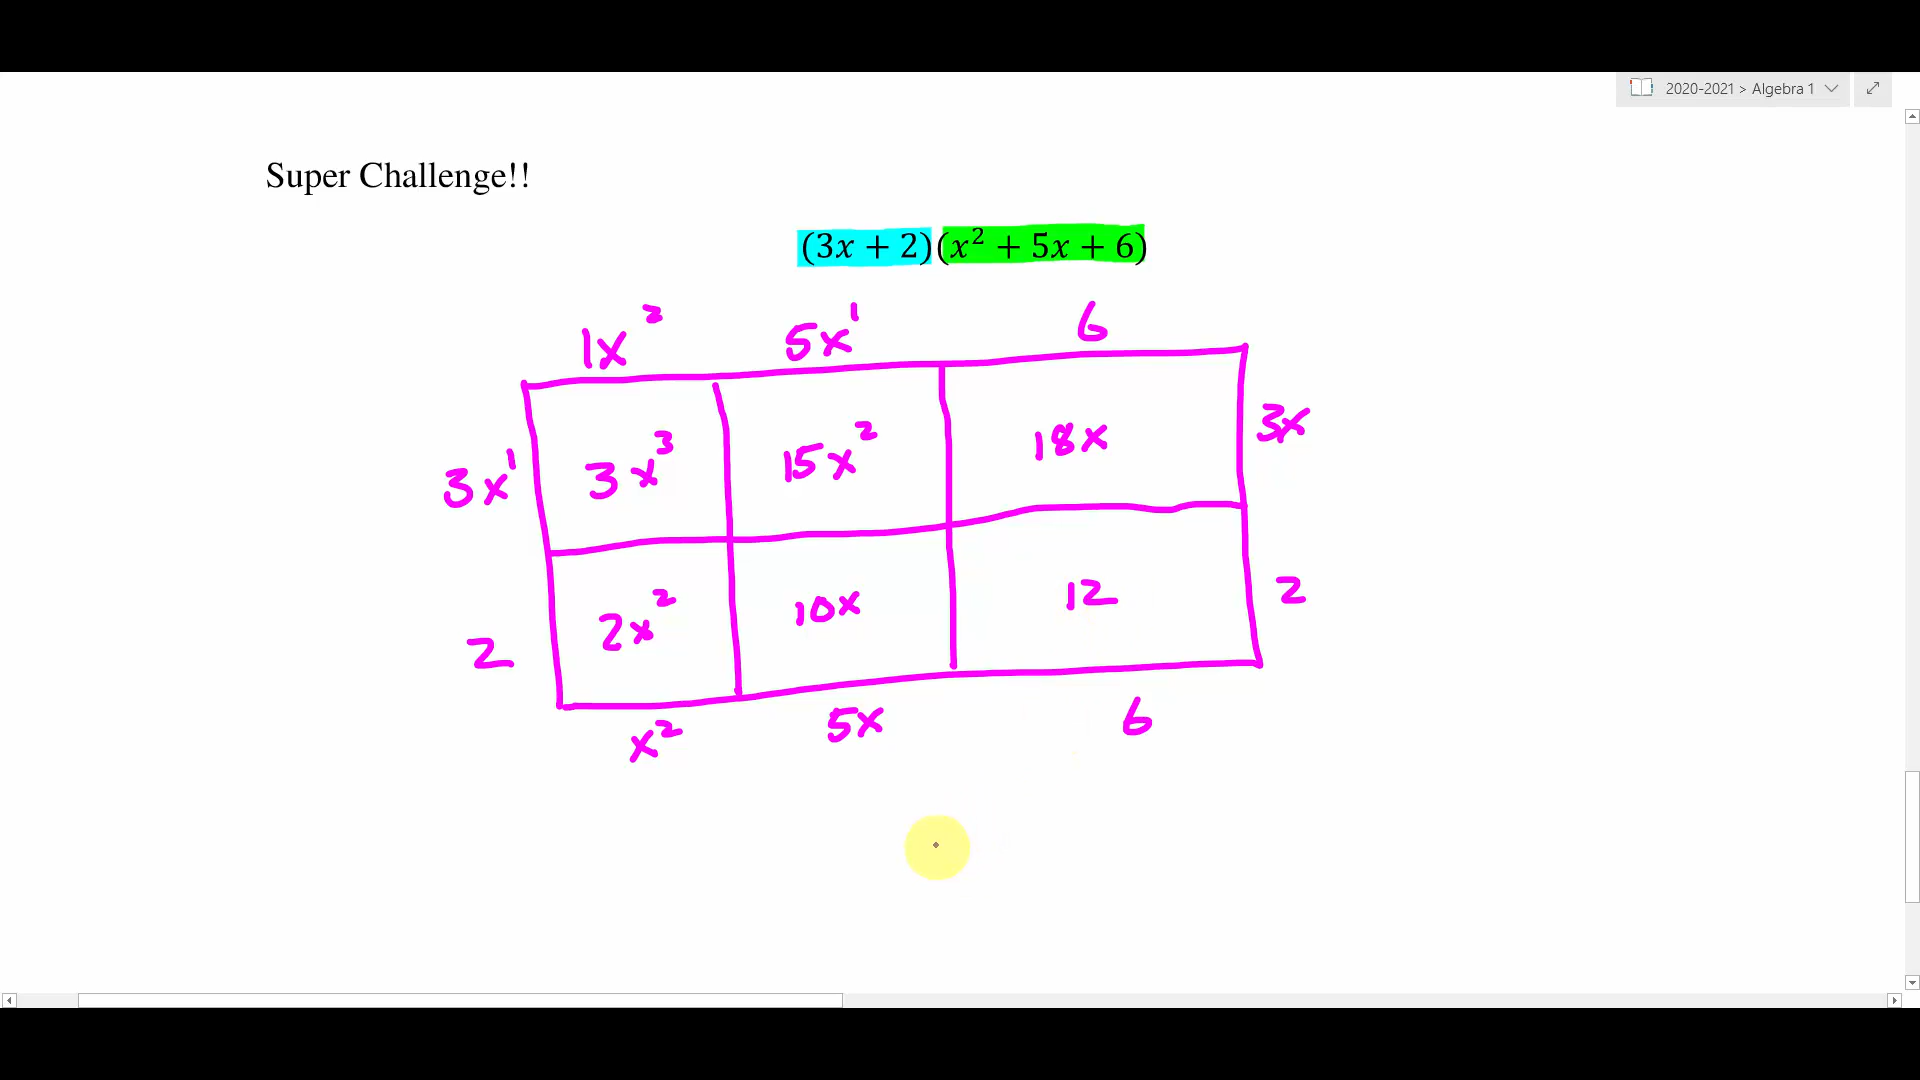 2020-2021 > Algebra 1
Super Challenge!!
(3x + 2)(x² + 5x + 6)
1x² 5x¹ 6
3x¹ 3x³ 15x² 18x 3x
2 2x² 10x 12 2
x² 5x 6